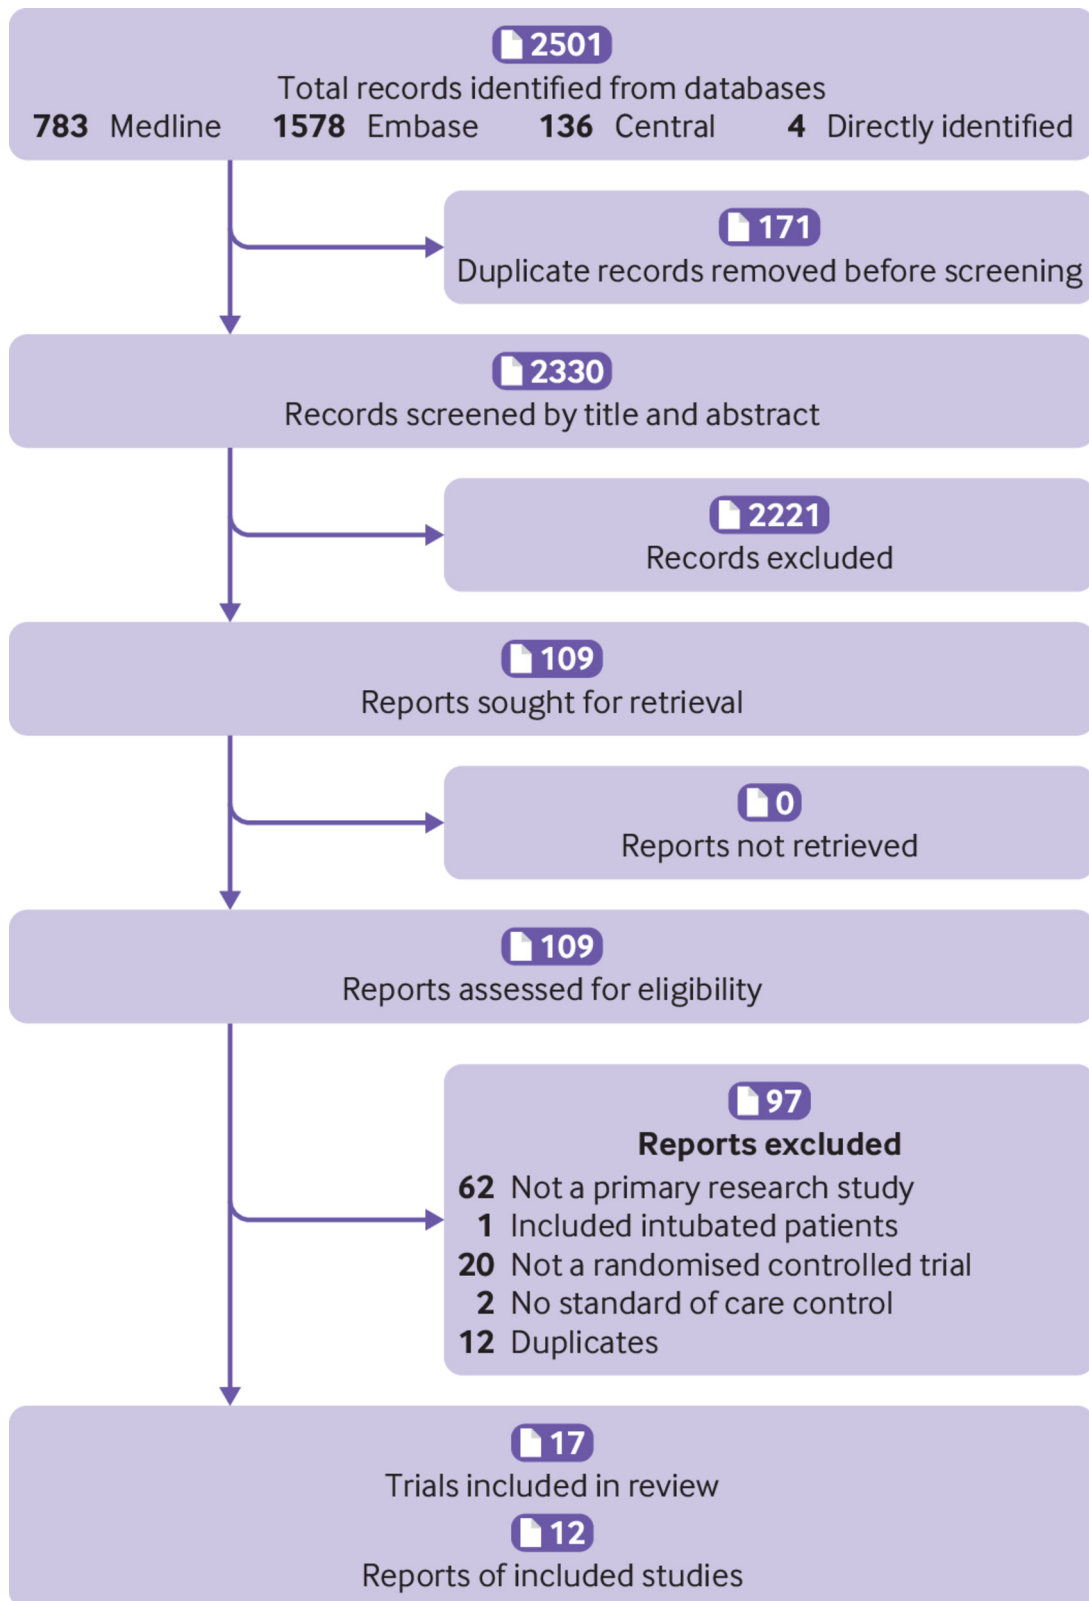 2501
Total records identified from databases
783 Medline 1578 Embase 136 Central 4 Directly identified
171
Duplicate records removed before screening
2330
Records screened by title and abstract
2221
Records excluded
109
Reports sought for retrieval
0
Reports not retrieved
109
Reports assessed for eligibility
97
Reports excluded
62 Not a primary research study
1 Included intubated patients
20 Not a randomised controlled trial
2 No standard of care control
12 Duplicates
17
Trials included in review
12
Reports of included studies